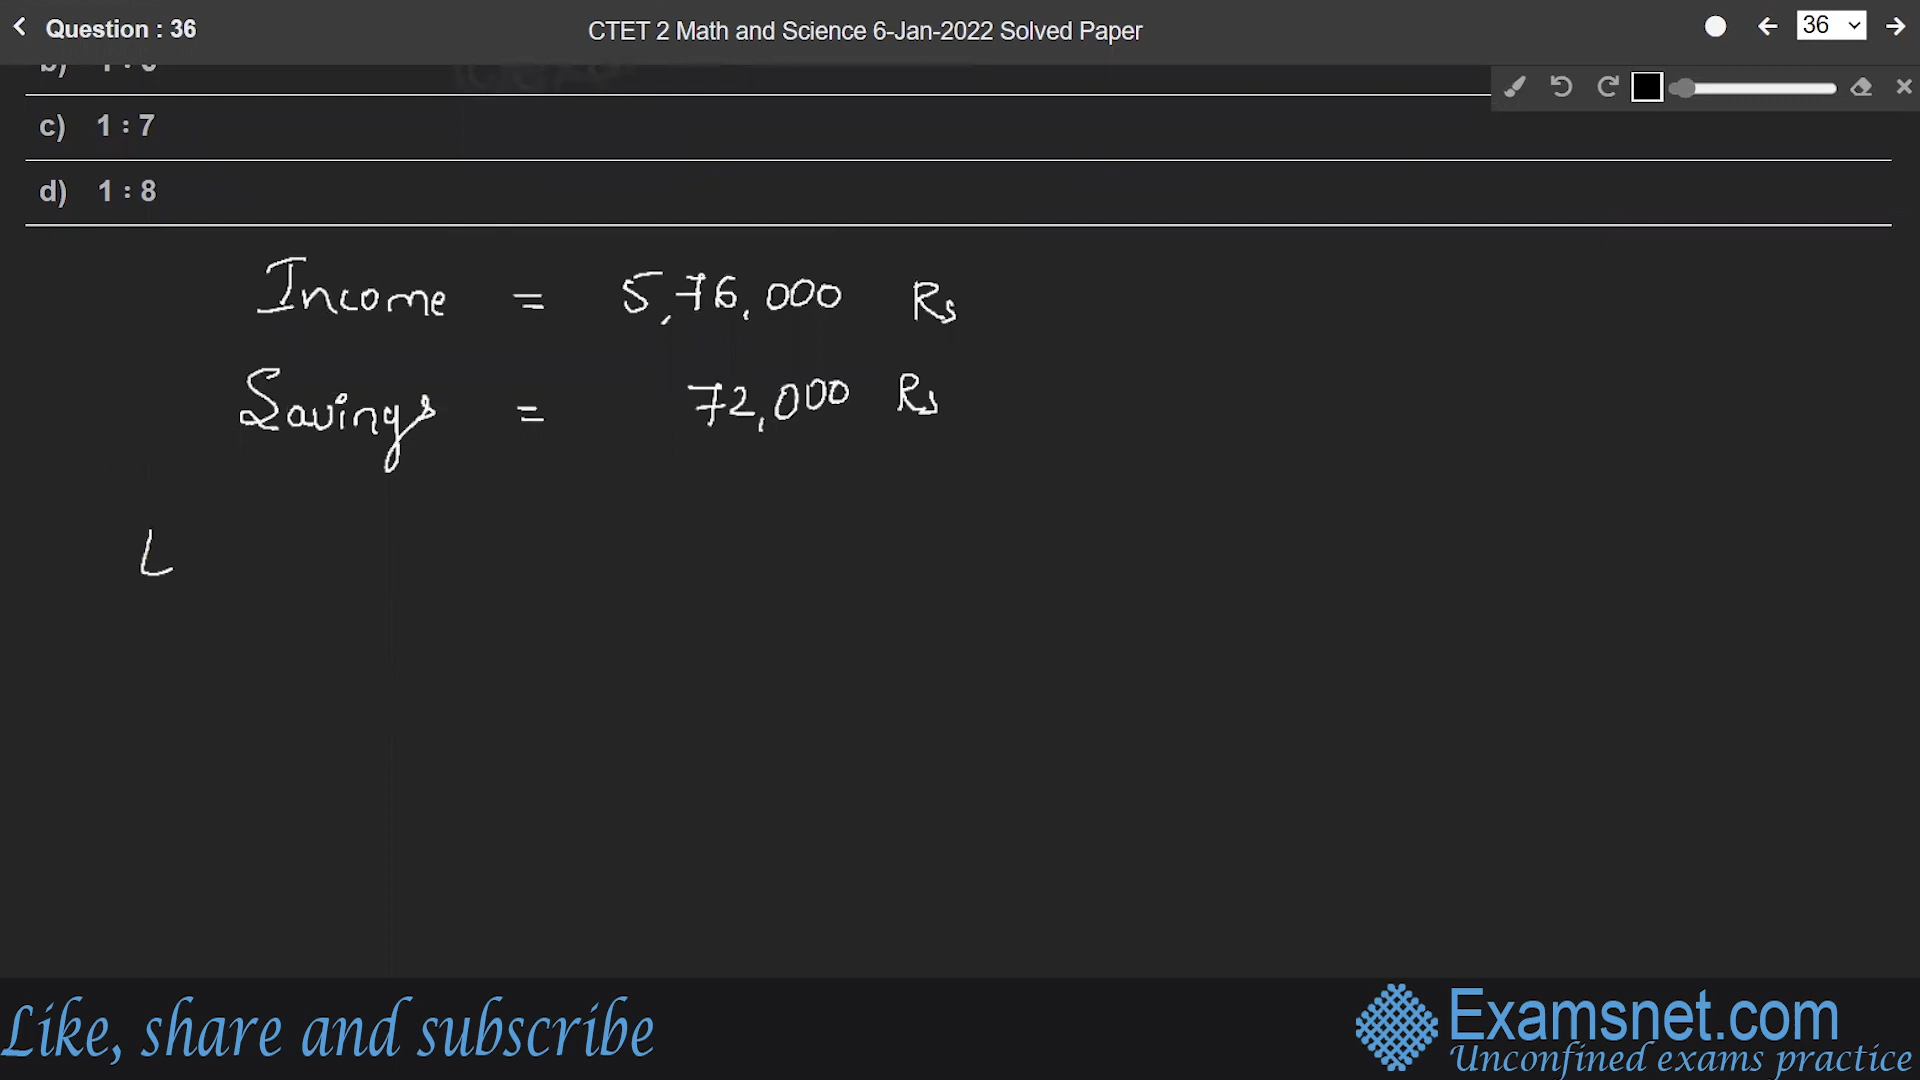 Question : 36
CTET 2 Math and Science 6-Jan-2022 Solved Paper
36
c) 1 : 7
d) 1 : 8
Income = 5,76,000 Rs
Savings = 72,000 Rs
L
Like, share and subscribe
Examsnet.com
Unconfined exams practice